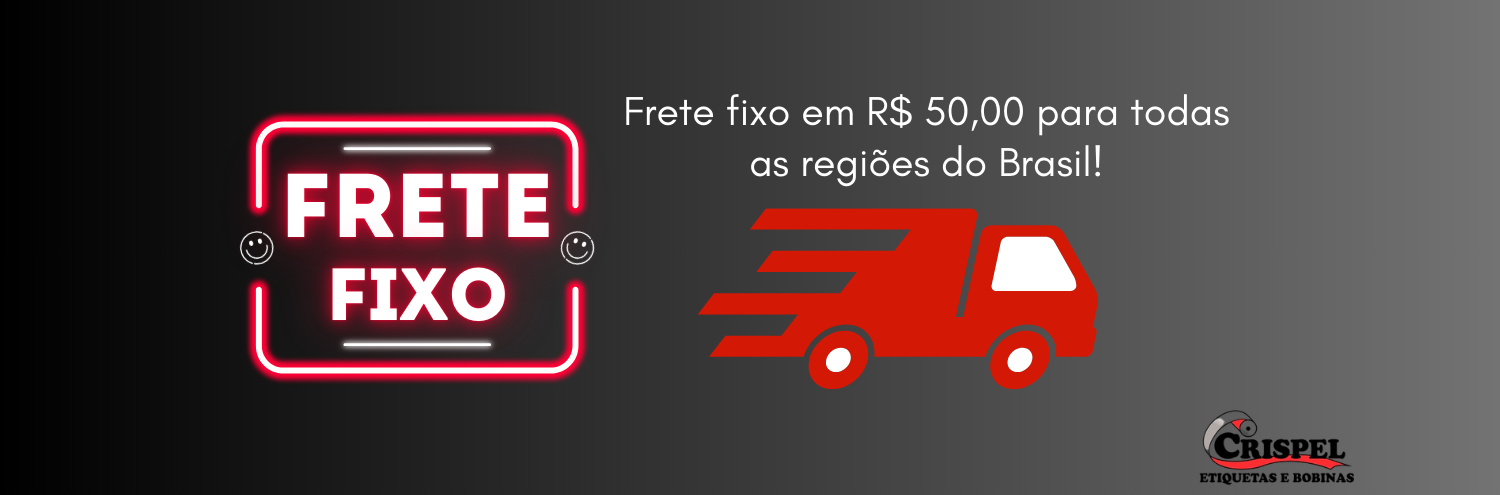 FRETE
FIXO
Frete fixo em R$ 50,00 para todas
as regiões do Brasil!
CRISPEL
ETIQUETAS E BOBINAS